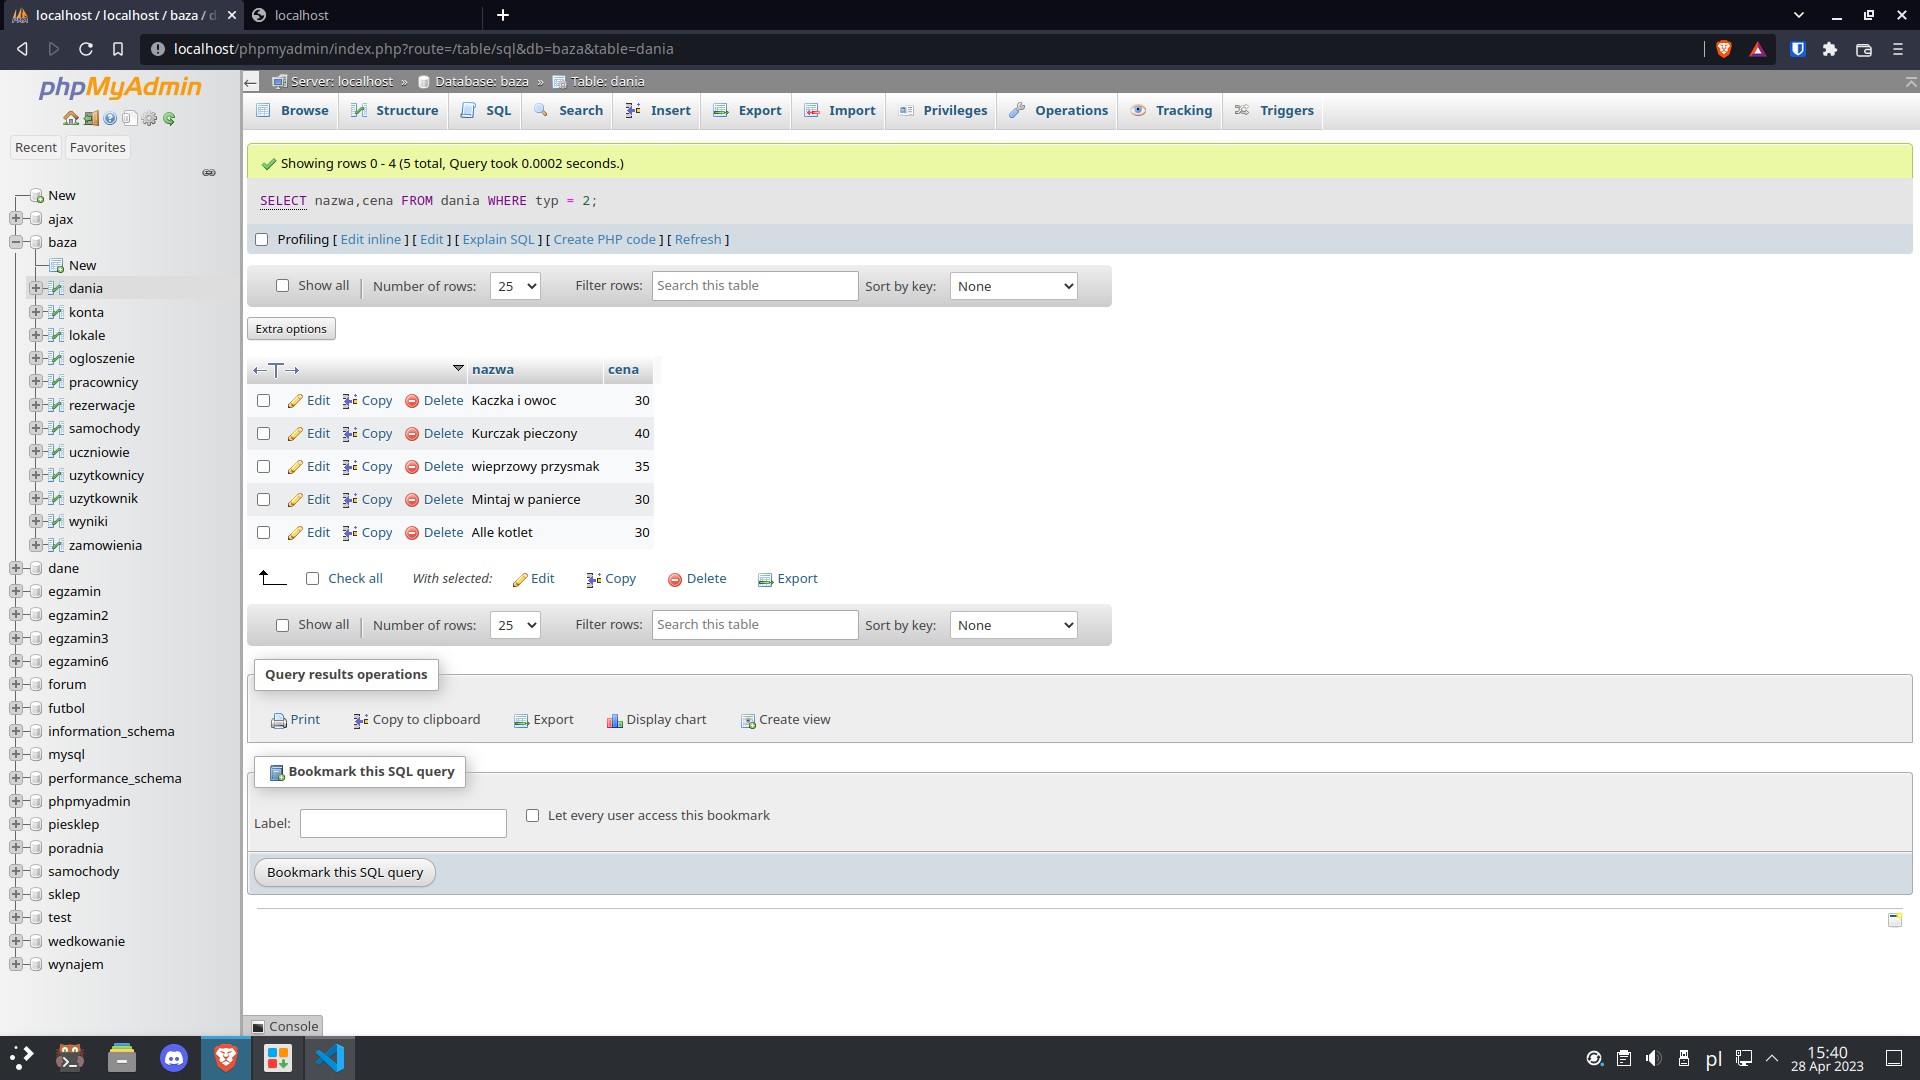 localhost / localhost / baza / d
localhost
localhost/phpmyadmin/index.php?route=/table/sql&db=baza&table=dania
phpMyAdmin
Recent Favorites
New
ajax
baza
New
dania
konta
lokale
ogloszenie
pracownicy
rezerwacje
samochody
uczniowie
uzytkownicy
uzytkownik
wyniki
zamowienia
dane
egzamin
egzamin2
egzamin3
egzamin6
forum
futbol
information_schema
mysql
performance_schema
phpmyadmin
piesklep
poradnia
samochody
sklep
test
wedkowanie
wynajem
Server: localhost » Database: baza » Table: dania
Browse Structure SQL Search Insert Export Import Privileges Operations Tracking Triggers
Showing rows 0 - 4 (5 total, Query took 0.0002 seconds.)
SELECT nazwa,cena FROM dania WHERE typ = 2;
Profiling [ Edit inline ] [ Edit ] [ Explain SQL ] [ Create PHP code ] [ Refresh ]
Show all Number of rows: 25 Filter rows: Search this table Sort by key: None
Extra options
nazwa cena
Edit Copy Delete Kaczka i owoc 30
Edit Copy Delete Kurczak pieczony 40
Edit Copy Delete wieprzowy przysmak 35
Edit Copy Delete Mintaj w panierce 30
Edit Copy Delete Alle kotlet 30
Check all With selected: Edit Copy Delete Export
Show all Number of rows: 25 Filter rows: Search this table Sort by key: None
Query results operations
Print Copy to clipboard Export Display chart Create view
Bookmark this SQL query
Label: Let every user access this bookmark
Bookmark this SQL query
Console
pl
15:40
28 Apr 2023